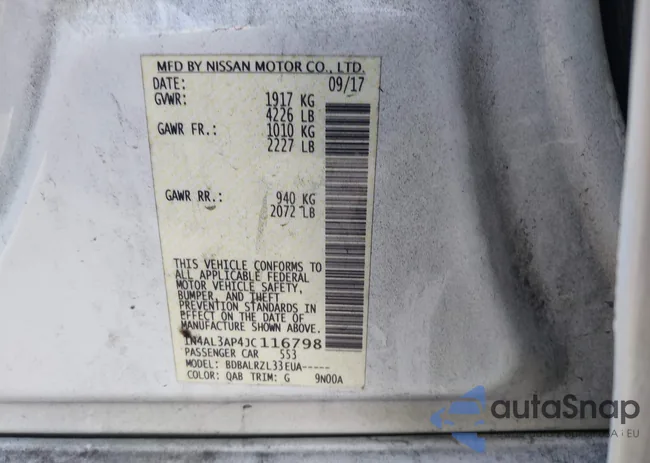 MFD BY NISSAN MOTOR CO., LTD.
DATE: 09/17
GVWR: 1917 KG
4226 LB
GAWR FR.: 1010 KG
2227 LB
GAWR RR.: 940 KG
2072 LB
THIS VEHICLE CONFORMS TO
ALL APPLICABLE FEDERAL
MOTOR VEHICLE SAFETY,
BUMPER, AND THEFT
PREVENTION STANDARDS IN
EFFECT ON THE DATE OF
MANUFACTURE SHOWN ABOVE.
1N4AL3AP4JC116798
PASSENGER CAR 553
MODEL: BDBALRZL33EUA-----
COLOR: QAB TRIM: G 9N00A
autaSnap
EU